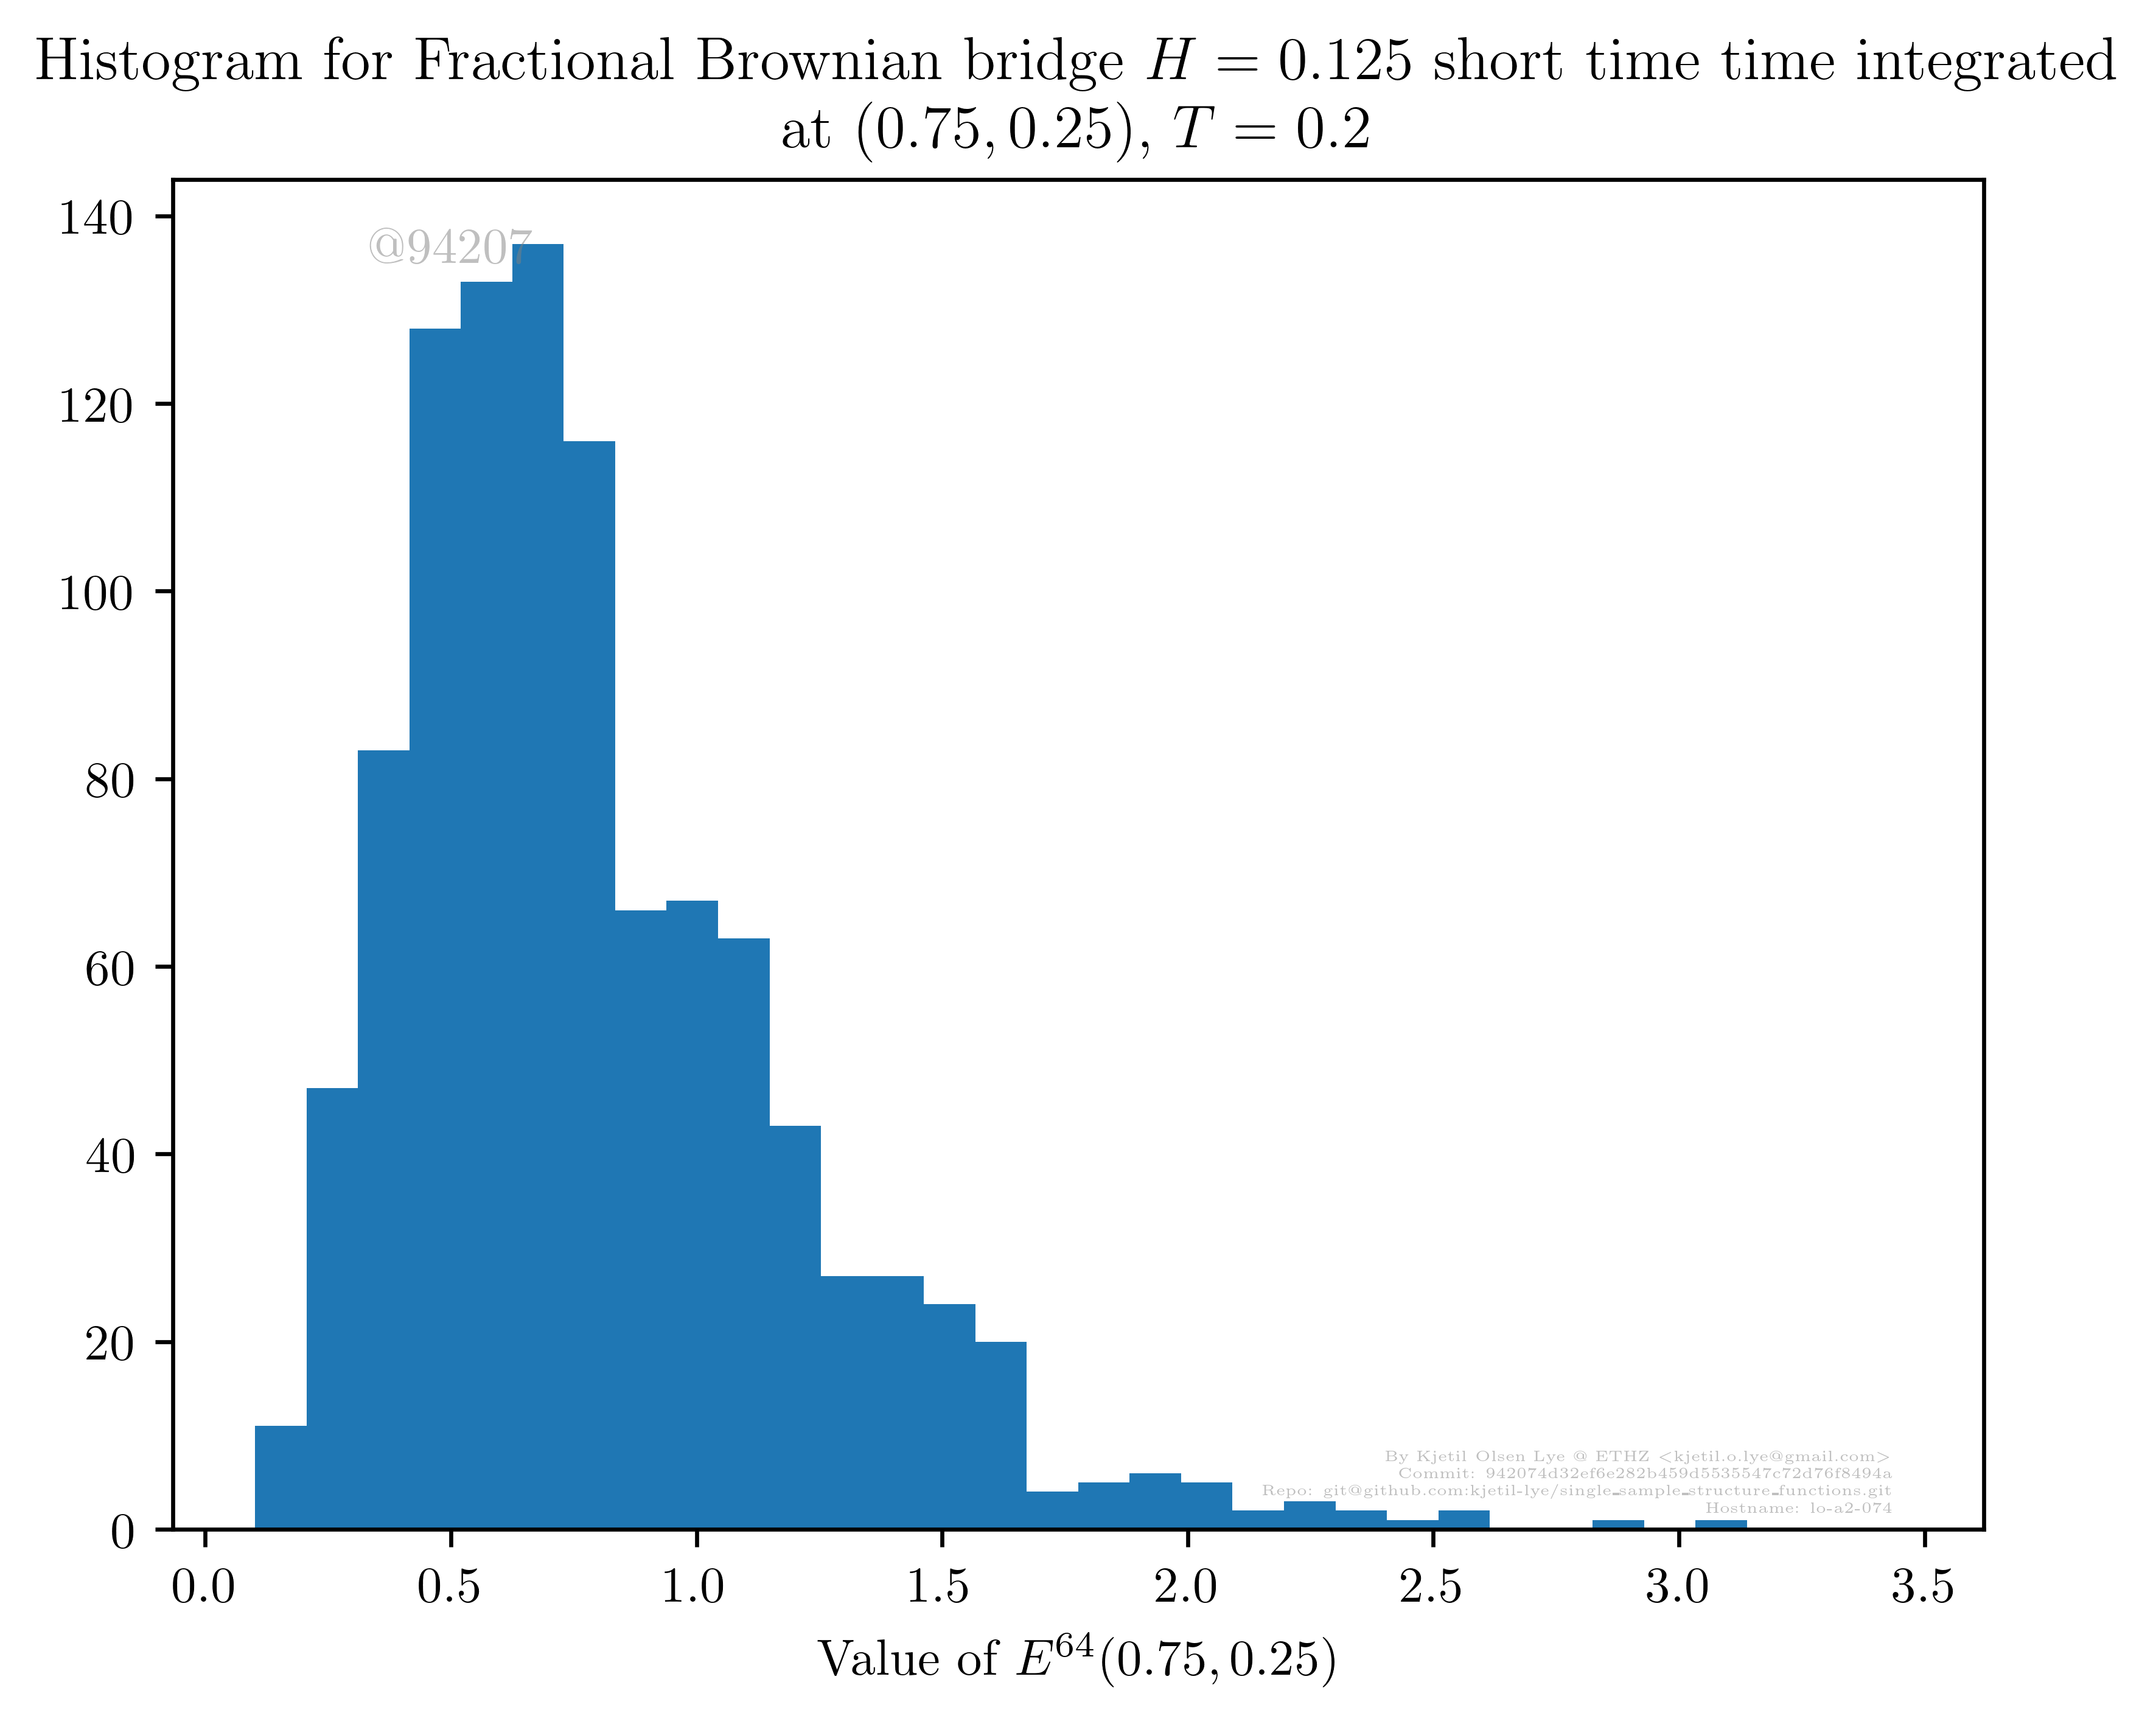 Histogram for Fractional Brownian bridge H = 0.125 short time time integrated
at (0.75, 0.25), T = 0.2
140
@94207
120
100
80
60
40
20
0
By Kjetil Olsen Lye @ ETHZ <kjetil.o.lye@gmail.com>
Commit: 942074d32ef6e282b459d5535547c72d76f8494a
Repo: git@github.com:kjetil-lye/single_sample_structure_functions.git
Hostname: lo-a2-074
0.0 0.5 1.0 1.5 2.0 2.5 3.0 3.5
Value of E^64(0.75, 0.25)